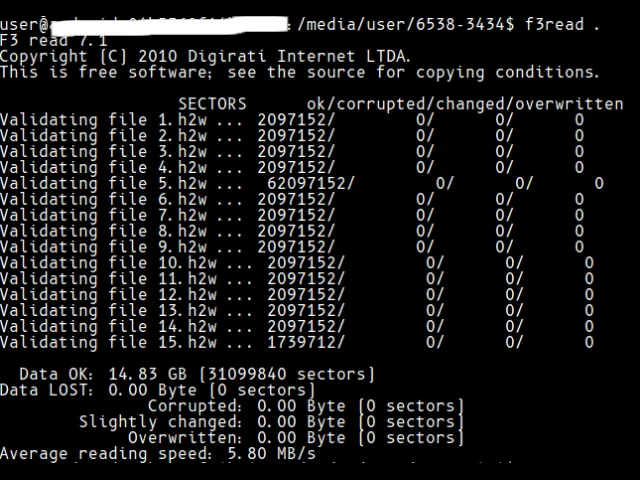 user@ :/media/user/6538-3434$ f3read .
F3 read 7.1
Copyright [C] 2010 Digirati Internet LTDA.
This is free software; see the source for copying conditions.
SECTORS ok/corrupted/changed/overwritten
Validating file 1.h2w ... 2097152/ 0/ 0/ 0
Validating file 2.h2w ... 2097152/ 0/ 0/ 0
Validating file 3.h2w ... 2097152/ 0/ 0/ 0
Validating file 4.h2w ... 2097152/ 0/ 0/ 0
Validating file 5.h2w ... 62097152/ 0/ 0/ 0
Validating file 6.h2w ... 2097152/ 0/ 0/ 0
Validating file 7.h2w ... 2097152/ 0/ 0/ 0
Validating file 8.h2w ... 2097152/ 0/ 0/ 0
Validating file 9.h2w ... 2097152/ 0/ 0/ 0
Validating file 10.h2w ... 2097152/ 0/ 0/ 0
Validating file 11.h2w ... 2097152/ 0/ 0/ 0
Validating file 12.h2w ... 2097152/ 0/ 0/ 0
Validating file 13.h2w ... 2097152/ 0/ 0/ 0
Validating file 14.h2w ... 2097152/ 0/ 0/ 0
Validating file 15.h2w ... 1739712/ 0/ 0/ 0
Data OK: 14.83 GB [31099840 sectors]
Data LOST: 0.00 Byte [0 sectors]
Corrupted: 0.00 Byte [0 sectors]
Slightly changed: 0.00 Byte [0 sectors]
Overwritten: 0.00 Byte [0 sectors]
Average reading speed: 5.80 MB/s